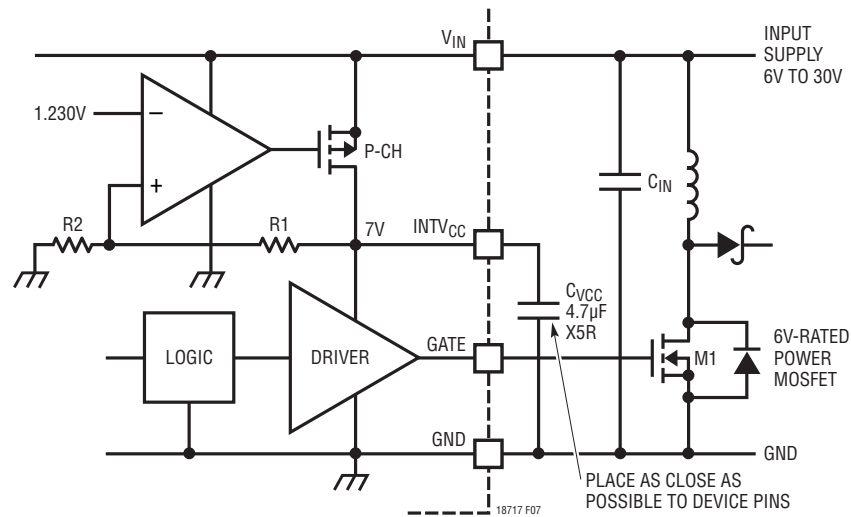 V_IN
INPUT
SUPPLY
6V TO 30V
1.230V
−
+
P-CH
C_IN
R2
R1
7V
INTV_CC
C_VCC
4.7µF
X5R
LOGIC
DRIVER
GATE
M1
6V-RATED
POWER
MOSFET
GND
GND
PLACE AS CLOSE AS
POSSIBLE TO DEVICE PINS
18717 F07